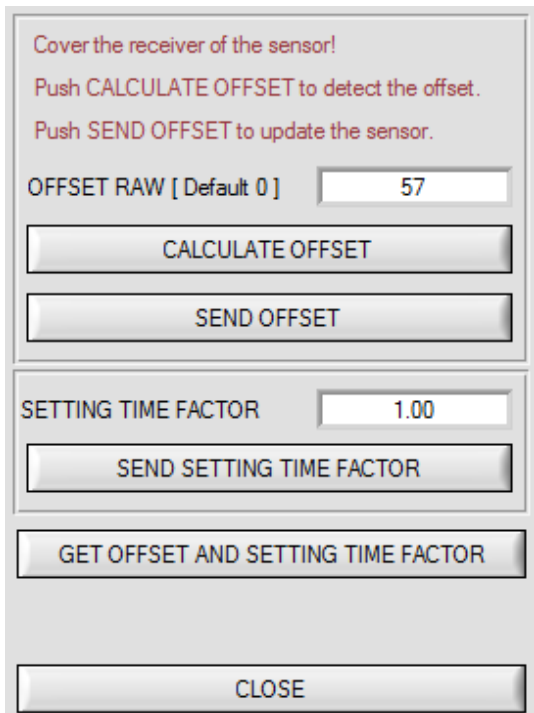 Cover the receiver of the sensor!
Push CALCULATE OFFSET to detect the offset.
Push SEND OFFSET to update the sensor.
OFFSET RAW [ Default 0 ] 57
CALCULATE OFFSET
SEND OFFSET
SETTING TIME FACTOR 1.00
SEND SETTING TIME FACTOR
GET OFFSET AND SETTING TIME FACTOR
CLOSE